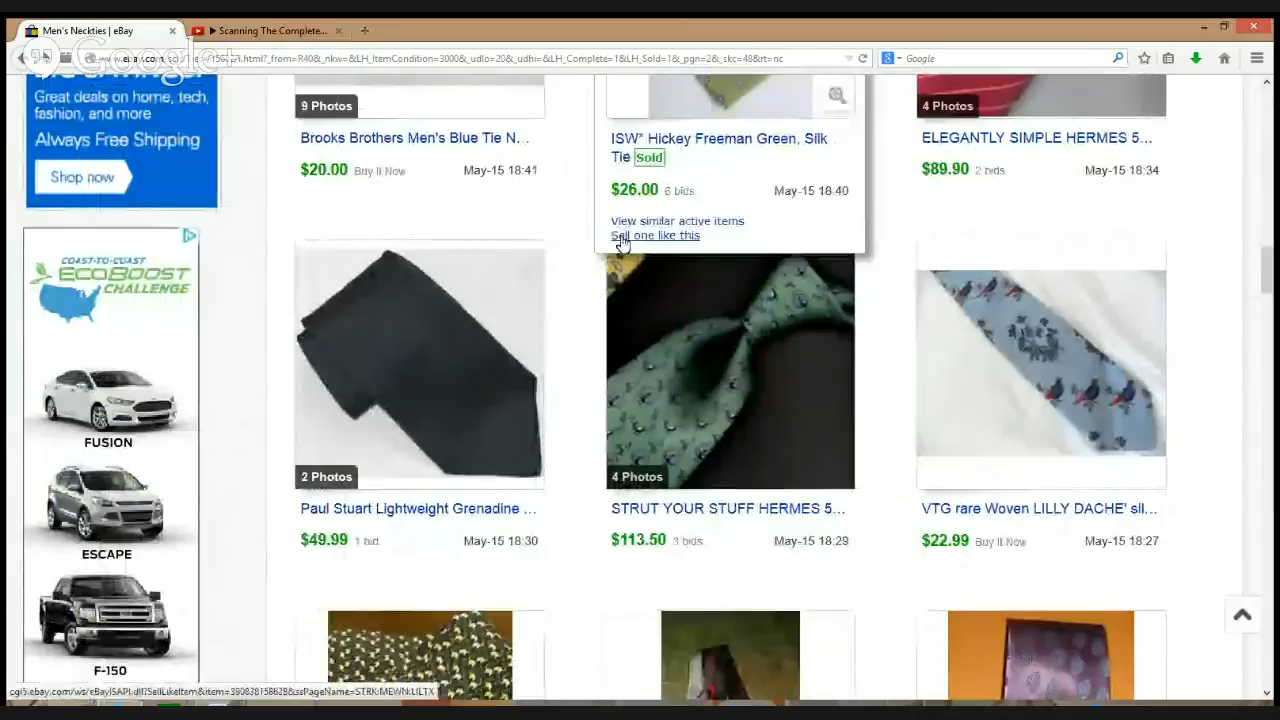 Men's Neckties | eBay
Scanning The Complete...
Google+
Google
Great deals on home, tech,
fashion, and more
Always Free Shipping
Shop now
9 Photos
Brooks Brothers Men's Blue Tie N...
$20.00 Buy It Now May-15 18:41
ISW* Hickey Freeman Green, Silk
Tie Sold
$26.00 6 bids May-15 18:40
View similar active items
Sell one like this
4 Photos
ELEGANTLY SIMPLE HERMES 5...
$89.90 2 bids May-15 18:34
COAST-TO-COAST
ECOBOOST
CHALLENGE
FUSION
ESCAPE
F-150
2 Photos
Paul Stuart Lightweight Grenadine ...
$49.99 1 bid May-15 18:30
4 Photos
STRUT YOUR STUFF HERMES 5...
$113.50 3 bids May-15 18:29
VTG rare Woven LILLY DACHE' sil...
$22.99 Buy It Now May-15 18:27